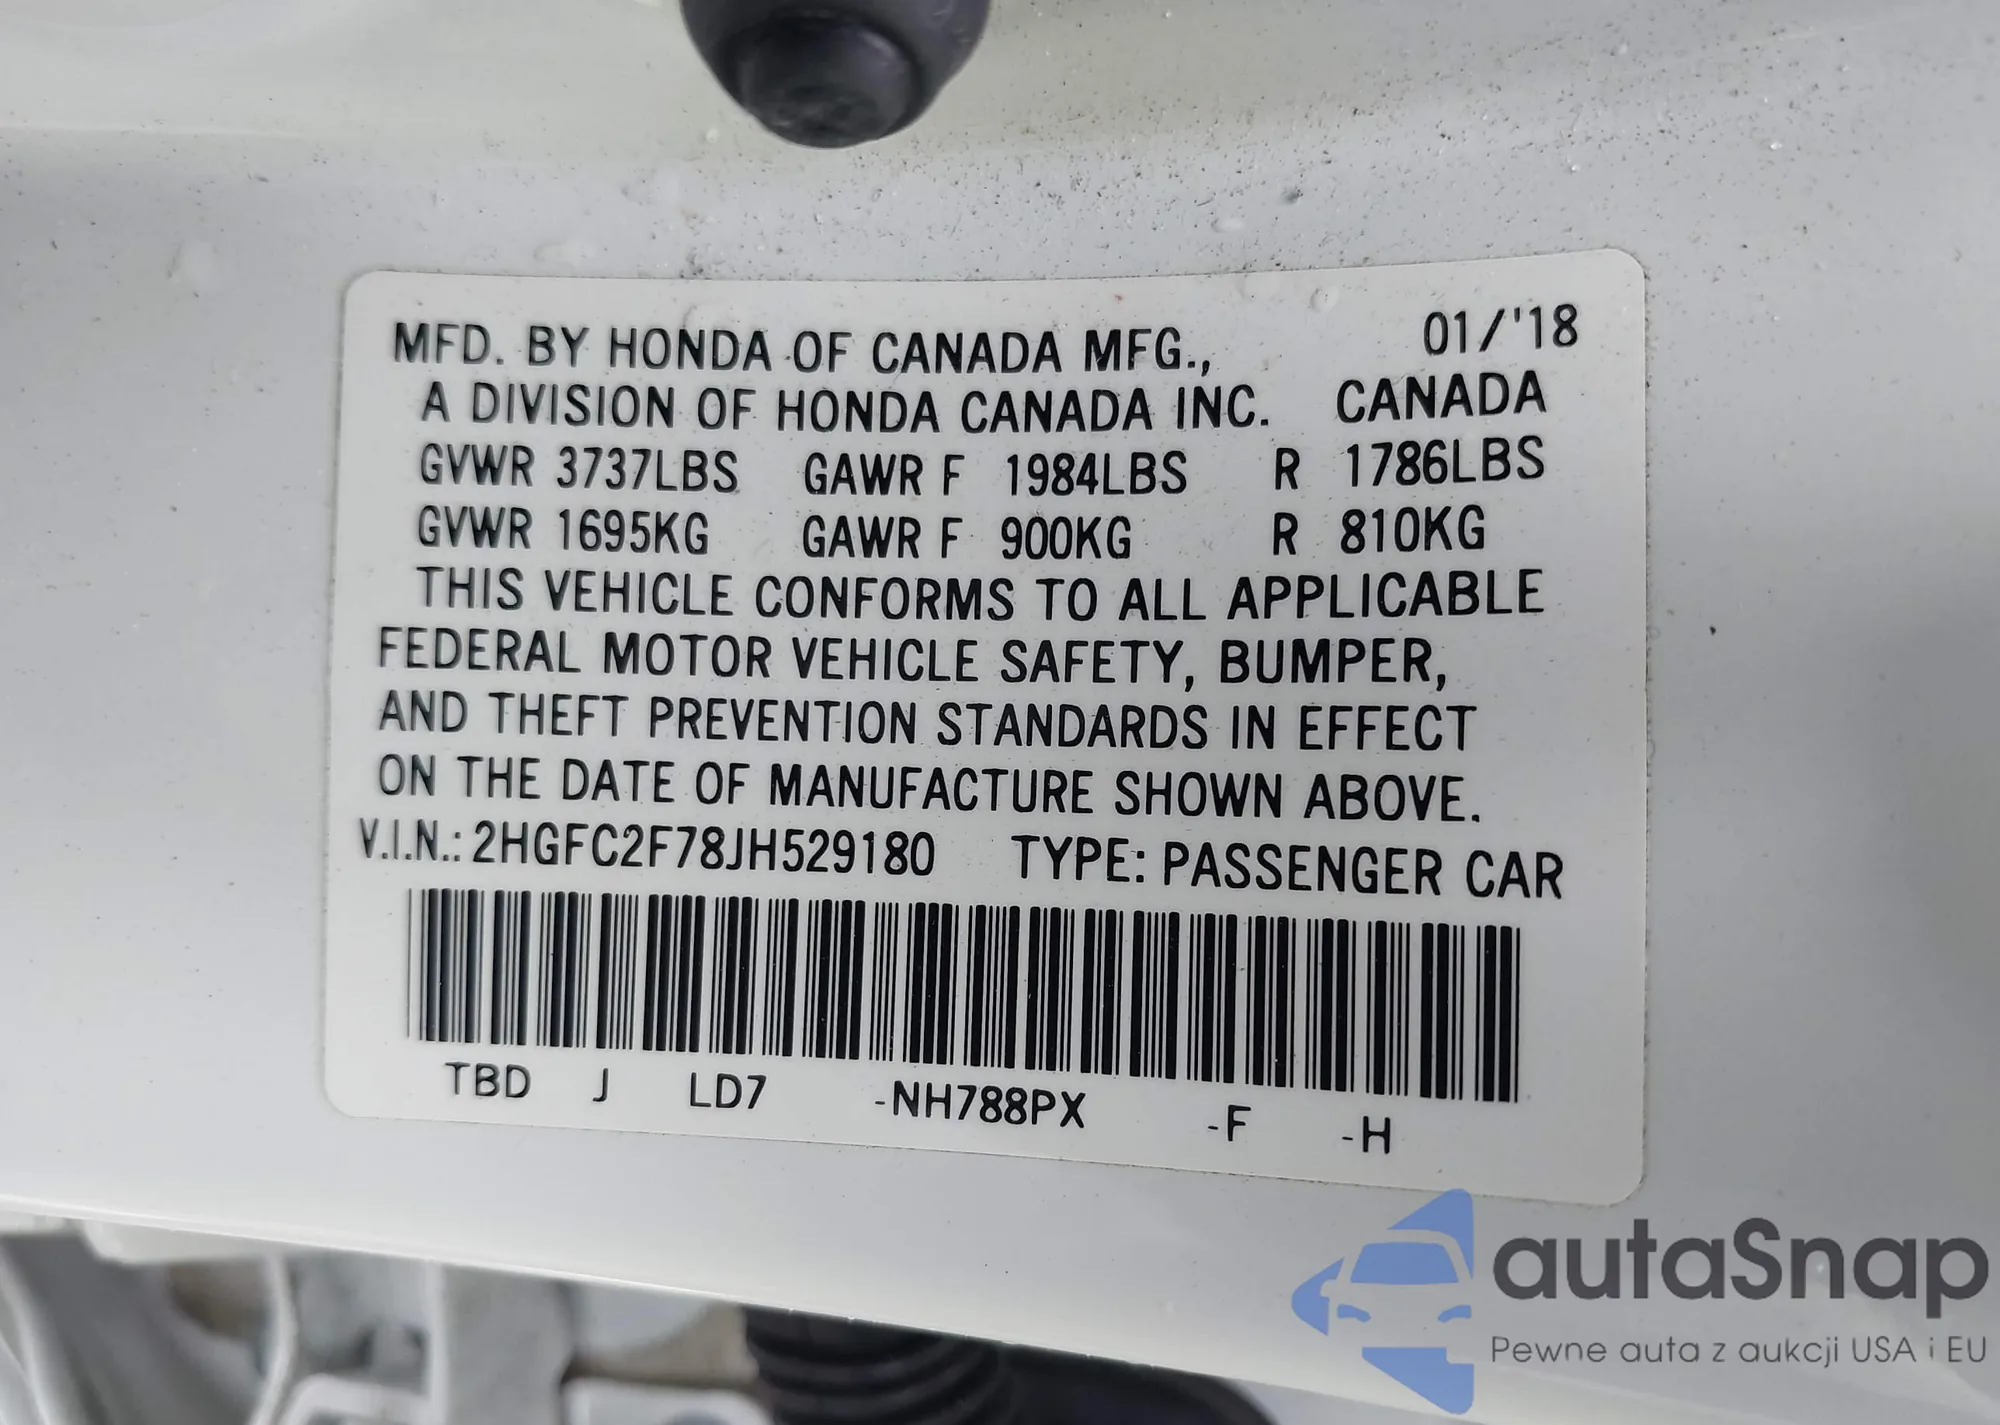 MFD. BY HONDA OF CANADA MFG., 01/'18
A DIVISION OF HONDA CANADA INC. CANADA
GVWR 3737LBS GAWR F 1984LBS R 1786LBS
GVWR 1695KG GAWR F 900KG R 810KG
THIS VEHICLE CONFORMS TO ALL APPLICABLE
FEDERAL MOTOR VEHICLE SAFETY, BUMPER,
AND THEFT PREVENTION STANDARDS IN EFFECT
ON THE DATE OF MANUFACTURE SHOWN ABOVE.
V.I.N.: 2HGFC2F78JH529180 TYPE: PASSENGER CAR
TBD J LD7 -NH788PX -F -H
autaSnap
Pewne auta z aukcji USA i EU